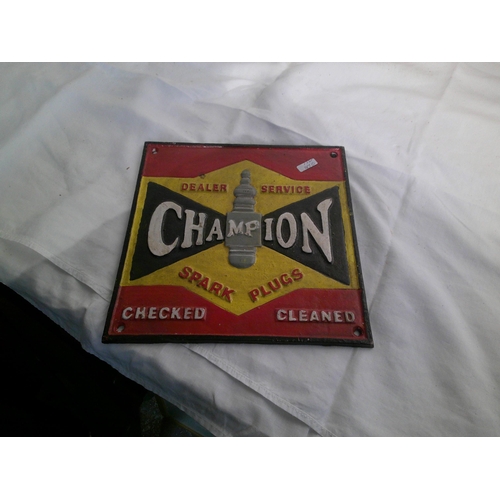 DEALER SERVICE
CHAMPION
SPARK PLUGS
CHECKED CLEANED